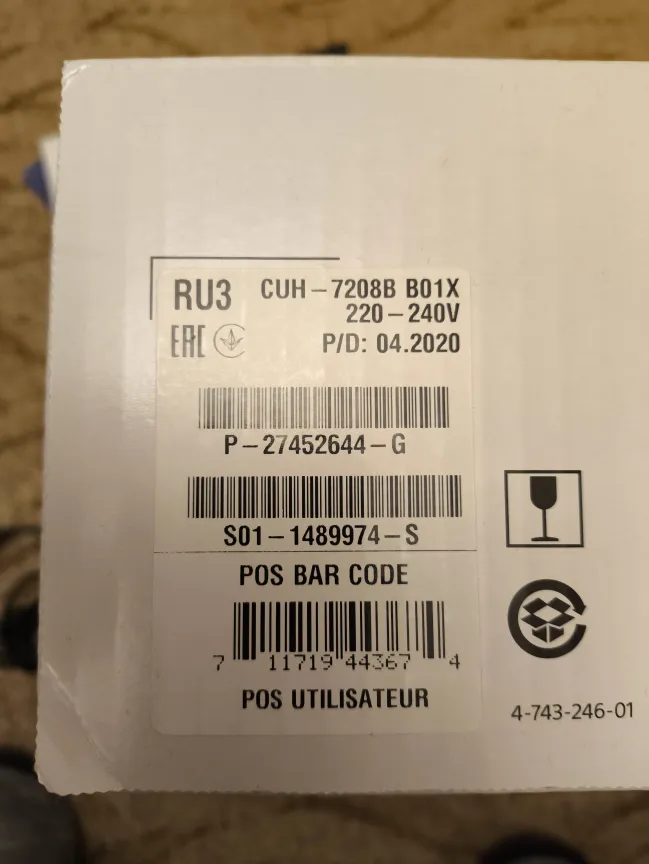 RU3 CUH-7208B B01X
220-240V
EAC P/D: 04.2020
P-27452644-G
S01-1489974-S
POS BAR CODE
7 11719 44367 4
POS UTILISATEUR
4-743-246-01